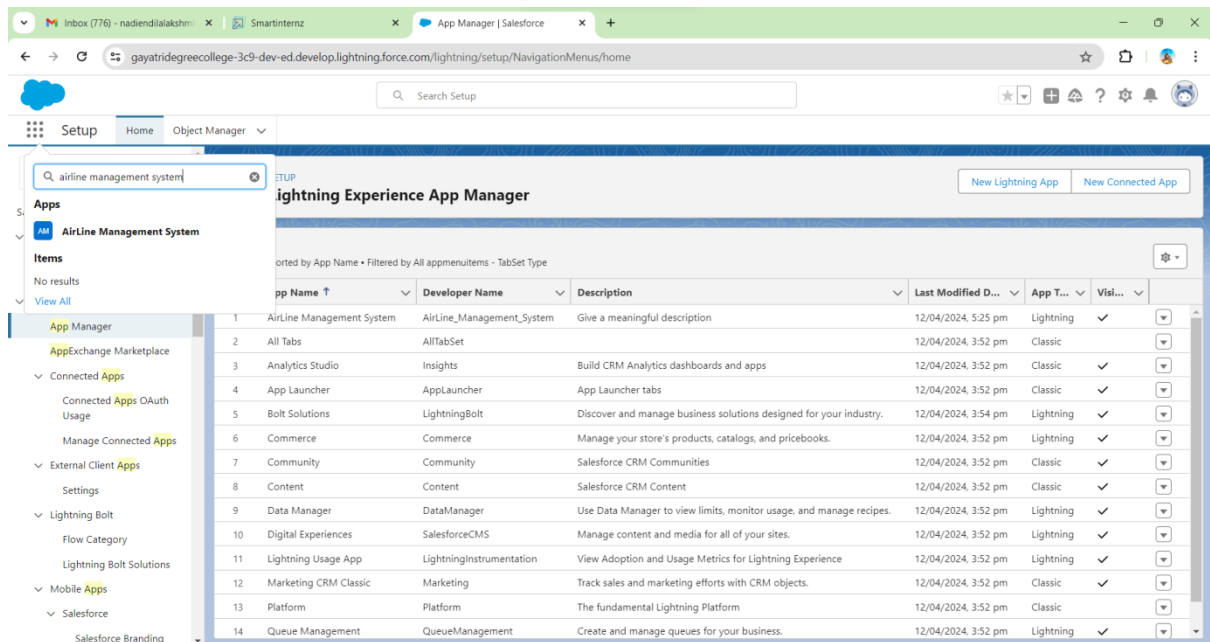 Inbox (776) - nadiendilalakshmi
Smartinternz
App Manager | Salesforce
gayatridegreecollege-3c9-dev-ed.develop.lightning.force.com/lightning/setup/NavigationMenus/home
Search Setup
Setup Home Object Manager
airline management system
Apps
AM AirLine Management System
Items
No results
View All
App Manager
AppExchange Marketplace
Connected Apps
Connected Apps OAuth
Usage
Manage Connected Apps
External Client Apps
Settings
Lightning Bolt
Flow Category
Lightning Bolt Solutions
Mobile Apps
Salesforce
Salesforce Branding
ETUP
ightning Experience App Manager
New Lightning App New Connected App
orted by App Name • Filtered by All appmenuitems - TabSet Type
pp Name ↑ Developer Name Description Last Modified D... App T... Visi...
1 AirLine Management System AirLine_Management_System Give a meaningful description 12/04/2024, 5:25 pm Lightning ✓
2 All Tabs AllTabSet 12/04/2024, 3:52 pm Classic
3 Analytics Studio Insights Build CRM Analytics dashboards and apps 12/04/2024, 3:52 pm Classic ✓
4 App Launcher AppLauncher App Launcher tabs 12/04/2024, 3:52 pm Classic ✓
5 Bolt Solutions LightningBolt Discover and manage business solutions designed for your industry. 12/04/2024, 3:54 pm Lightning ✓
6 Commerce Commerce Manage your store's products, catalogs, and pricebooks. 12/04/2024, 3:52 pm Lightning ✓
7 Community Community Salesforce CRM Communities 12/04/2024, 3:52 pm Classic ✓
8 Content Content Salesforce CRM Content 12/04/2024, 3:52 pm Classic ✓
9 Data Manager DataManager Use Data Manager to view limits, monitor usage, and manage recipes. 12/04/2024, 3:52 pm Lightning ✓
10 Digital Experiences SalesforceCMS Manage content and media for all of your sites. 12/04/2024, 3:52 pm Lightning ✓
11 Lightning Usage App LightningInstrumentation View Adoption and Usage Metrics for Lightning Experience 12/04/2024, 3:52 pm Lightning ✓
12 Marketing CRM Classic Marketing Track sales and marketing efforts with CRM objects. 12/04/2024, 3:52 pm Classic ✓
13 Platform Platform The fundamental Lightning Platform 12/04/2024, 3:52 pm Classic
14 Queue Management QueueManagement Create and manage queues for your business. 12/04/2024, 3:52 pm Lightning ✓